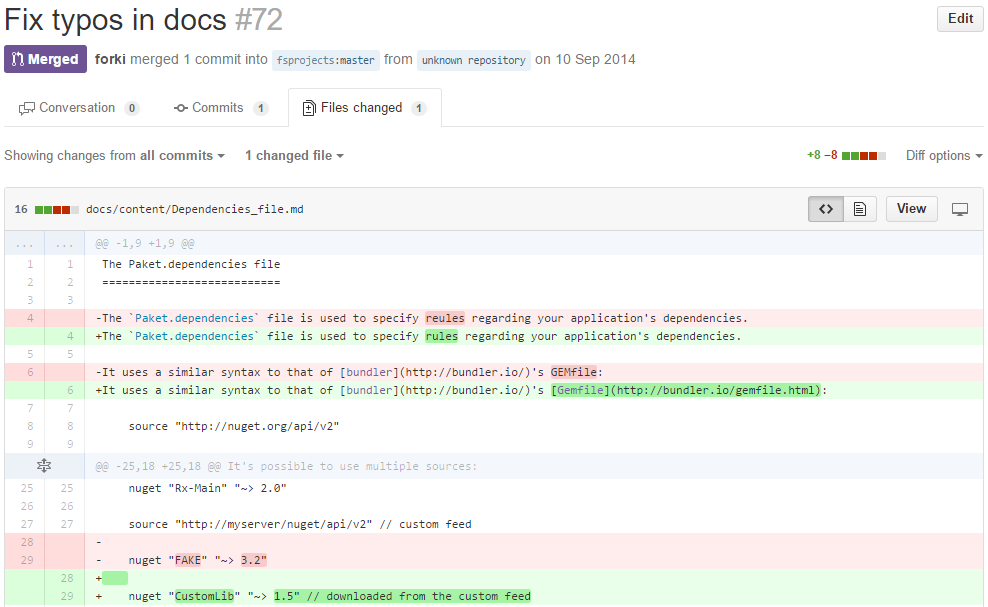 Fix typos in docs #72
Edit
Merged forki merged 1 commit into fsprojects:master from unknown repository on 10 Sep 2014
Conversation 0 Commits 1 Files changed 1
Showing changes from all commits 1 changed file +8 −8 Diff options
16 docs/content/Dependencies_file.md View
... ... @@ -1,9 +1,9 @@
1 1 The Paket.dependencies file
2 2 ===========================
3 3
4 -The `Paket.dependencies` file is used to specify reules regarding your application's dependencies.
4 +The `Paket.dependencies` file is used to specify rules regarding your application's dependencies.
5 5
6 -It uses a similar syntax to that of [bundler](http://bundler.io/)'s GEMfile:
6 +It uses a similar syntax to that of [bundler](http://bundler.io/)'s [Gemfile](http://bundler.io/gemfile.html):
7 7
8 8 source "http://nuget.org/api/v2"
9 9
@@ -25,18 +25,18 @@ It's possible to use multiple sources:
25 25 nuget "Rx-Main" "~> 2.0"
26 26
27 27 source "http://myserver/nuget/api/v2" // custom feed
28 -
29 - nuget "FAKE" "~> 3.2"
28 +
29 + nuget "CustomLib" "~> 1.5" // downloaded from the custom feed